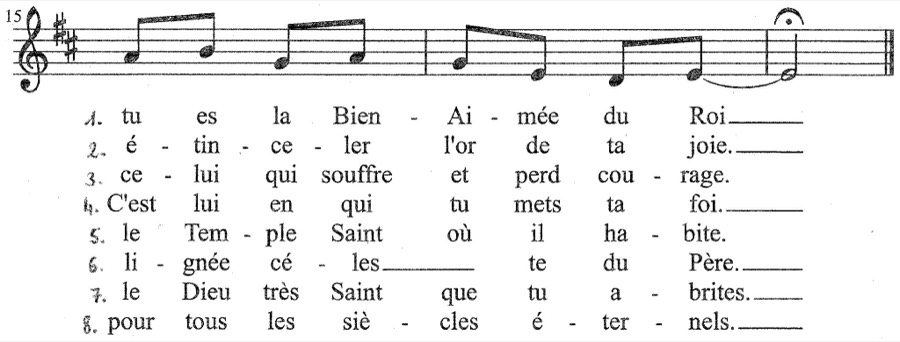 15
1. tu es la Bien - Ai - mée du Roi
2. é - tin - ce - ler l'or de ta joie.
3. ce - lui qui souffre et perd cou - rage.
4. C'est lui en qui tu mets ta foi.
5. le Tem - ple Saint où il ha - bite.
6. li - gnée cé - les te du Père.
7. le Dieu très Saint que tu a - brites.
8. pour tous les siè - cles é - ter - nels.